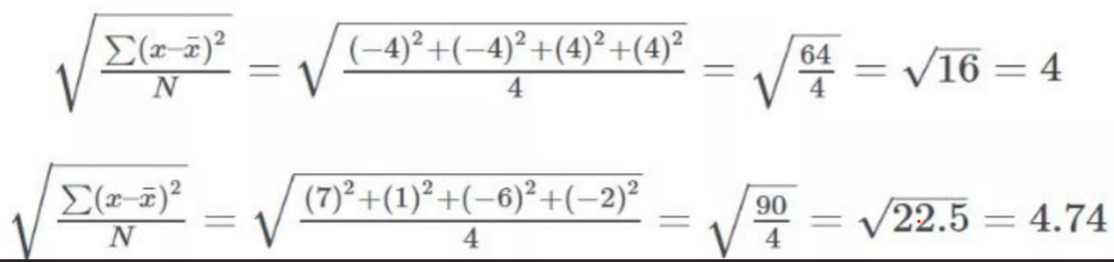 √(∑(x–x̄)²/N) = √(((−4)²+(−4)²+(4)²+(4)²)/4) = √(64/4) = √16 = 4
√(∑(x–x̄)²/N) = √(((7)²+(1)²+(−6)²+(−2)²)/4) = √(90/4) = √22.5 = 4.74